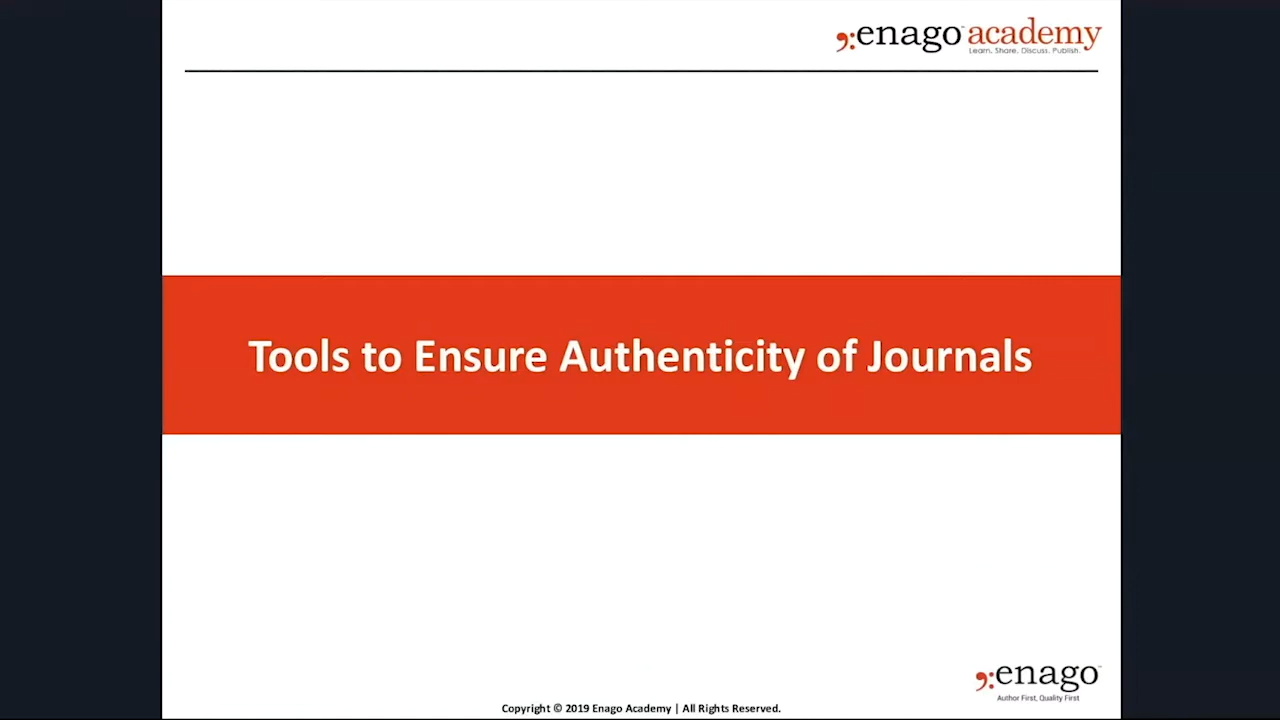 enago academy
Learn. Share. Discuss. Publish.
Tools to Ensure Authenticity of Journals
enago™
Author First, Quality First
Copyright © 2019 Enago Academy | All Rights Reserved.